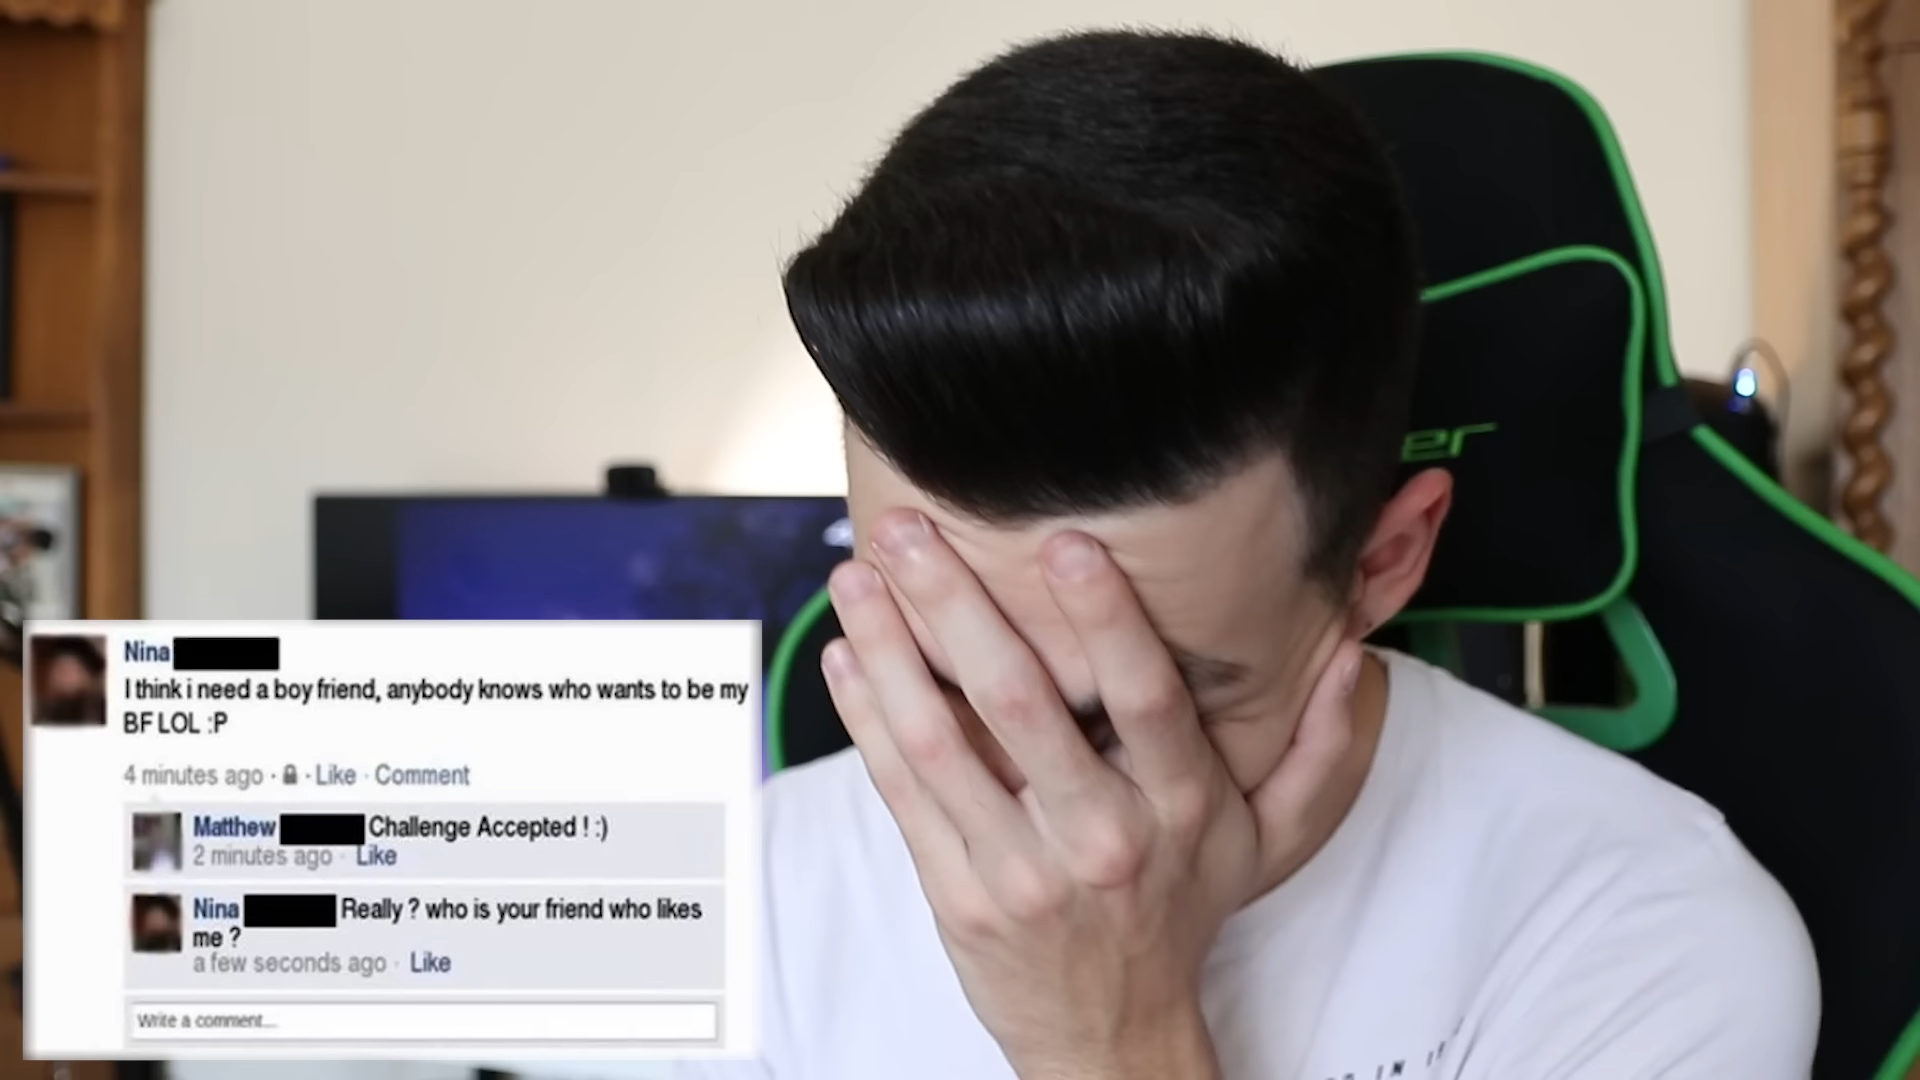 Nina
I think i need a boy friend, anybody knows who wants to be my
BF LOL :P
4 minutes ago · Like · Comment
Matthew Challenge Accepted ! :)
2 minutes ago · Like
Nina Really ? who is your friend who likes
me ?
a few seconds ago · Like
Write a comment...
er
IN